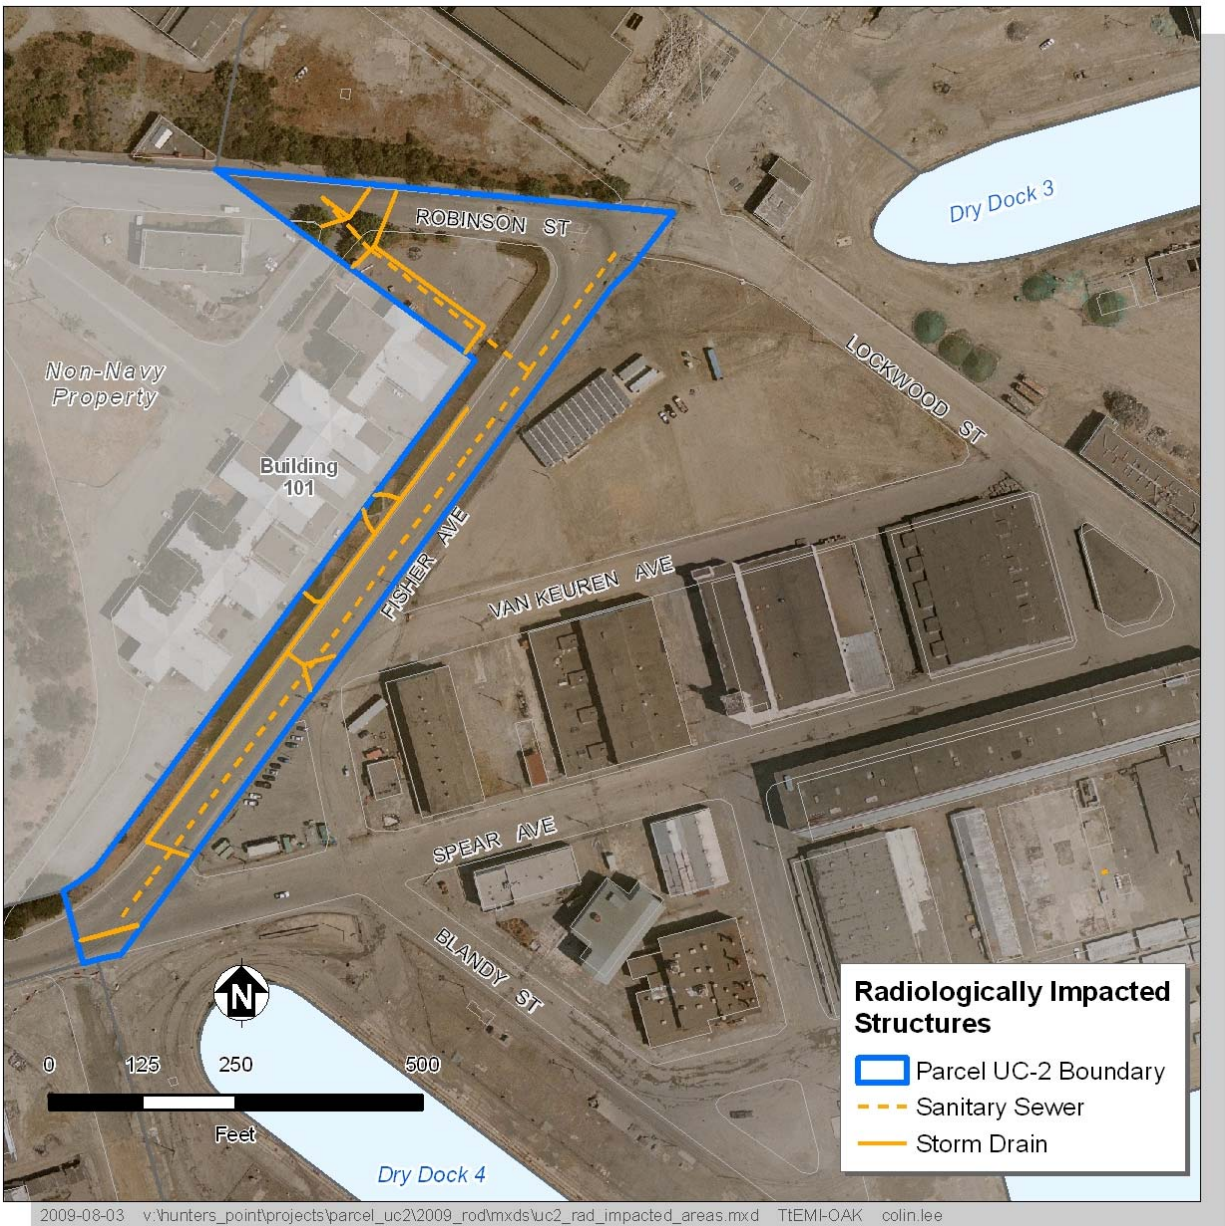 Dry Dock 3
ROBINSON ST
LOCKWOOD ST
Non-Navy
Property
Building
101
FISHER AVE
VAN KEUREN AVE
SPEAR AVE
BLANDY ST
N
0 125 250 500
Feet
Dry Dock 4
Radiologically Impacted
Structures
Parcel UC-2 Boundary
Sanitary Sewer
Storm Drain
2009-08-03 v:\hunters_point\projects\parcel_uc2\2009_rod\mxds\uc2_rad_impacted_areas.mxd TtEMI-OAK colin.lee